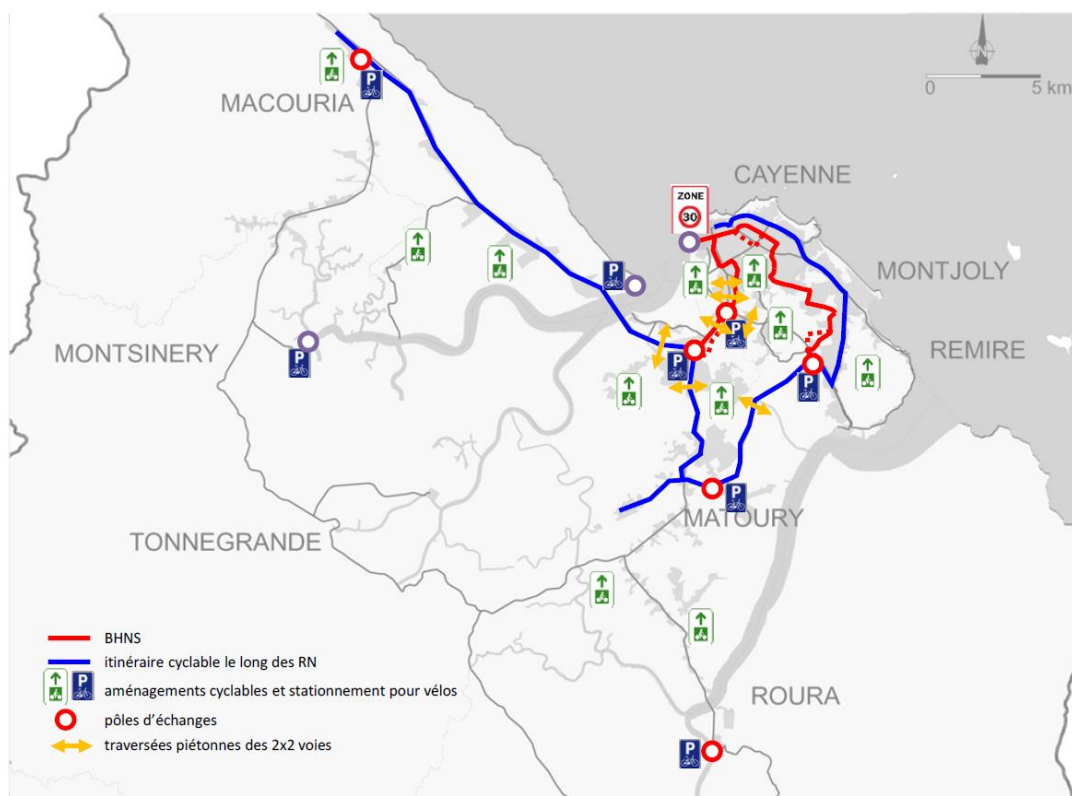 MACOURIA
P
0 5 km
CAYENNE
ZONE
30
MONTJOLY
P
MONTSINERY
P
P
P
REMIRE
P
P
MATOURY
TONNEGRANDE
BHNS
itinéraire cyclable le long des RN
P aménagements cyclables et stationnement pour vélos
pôles d'échanges
traversées piétonnes des 2x2 voies
ROURA
P